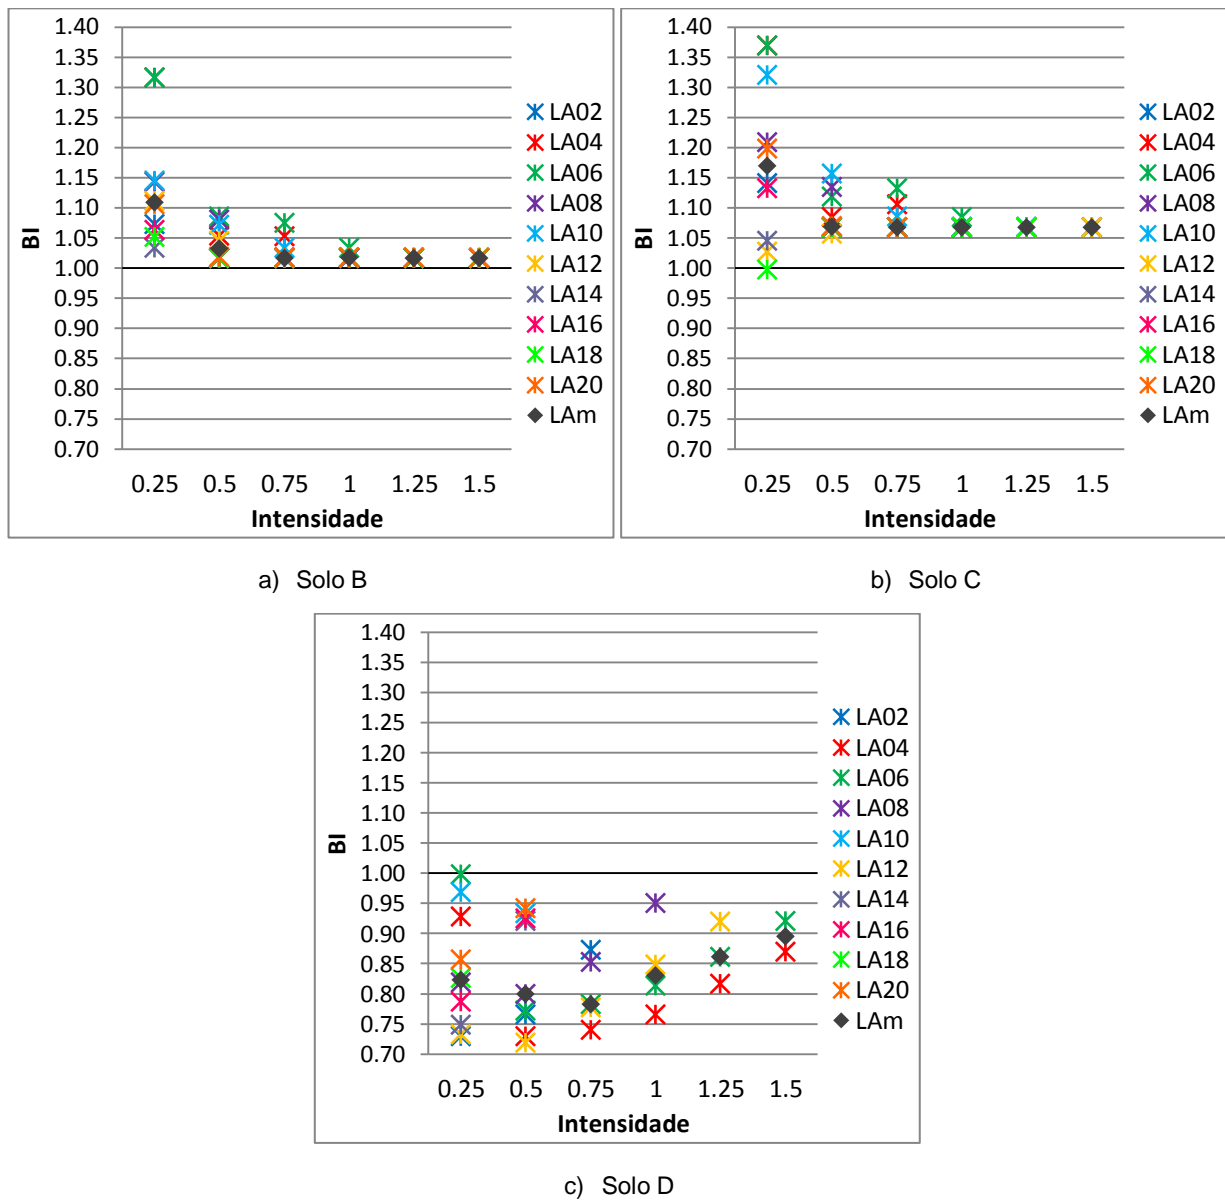 1.40
1.35
1.30
1.25
1.20
1.15
1.10
1.05
1.00
0.95
0.90
0.85
0.80
0.75
0.70
BI
0.25 0.5 0.75 1 1.25 1.5
Intensidade
LA02
LA04
LA06
LA08
LA10
LA12
LA14
LA16
LA18
LA20
LAm
a) Solo B
1.40
1.35
1.30
1.25
1.20
1.15
1.10
1.05
1.00
0.95
0.90
0.85
0.80
0.75
0.70
BI
0.25 0.5 0.75 1 1.25 1.5
Intensidade
LA02
LA04
LA06
LA08
LA10
LA12
LA14
LA16
LA18
LA20
LAm
b) Solo C
1.40
1.35
1.30
1.25
1.20
1.15
1.10
1.05
1.00
0.95
0.90
0.85
0.80
0.75
0.70
BI
0.25 0.5 0.75 1 1.25 1.5
Intensidade
LA02
LA04
LA06
LA08
LA10
LA12
LA14
LA16
LA18
LA20
LAm
c) Solo D